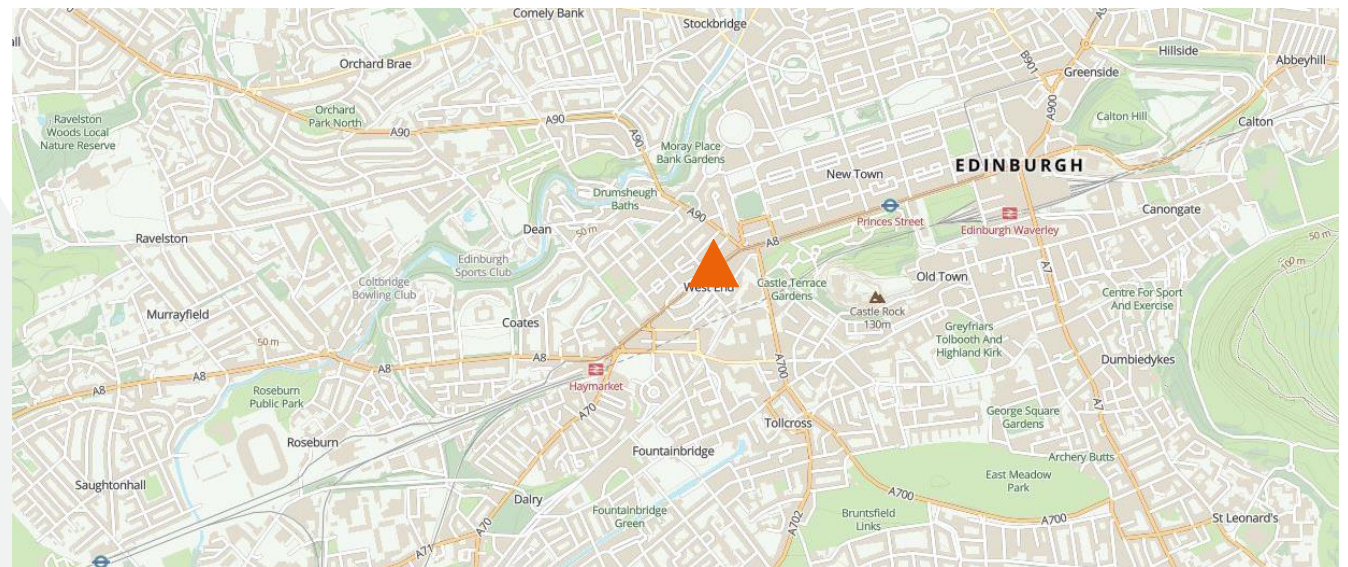 Comely Bank
Stockbridge
all
Orchard Brae
B901
Hillside
Abbeyhill
Greenside
Ravelston
Woods Local
Nature Reserve
Orchard
Park North
A90
A90
A90
A900
Calton Hill
Calton
Moray Place
Bank Gardens
EDINBURGH
New Town
Drumsheugh
Baths
A90
Princes Street
Canongate
Edinburgh Waverley
Dean
50 m
Ravelston
A8
50 m
100 m
Edinburgh
Sports Club
Coltbridge
Bowling Club
West End
Castle Terrace
Gardens
Old Town
A7
Centre For Sport
And Exercise
Castle Rock
130m
Murrayfield
Coates
Greyfriars
Tolbooth And
Highland Kirk
50 m
A8
A8
A8
A8
Haymarket
A700
Dumbiedykes
Roseburn
Public Park
A70
A7
George Square
Gardens
Tollcross
Roseburn
Fountainbridge
Archery Butts
Saughtonhall
East Meadow
Park
Dalry
A700
Fountainbridge
Green
Bruntsfield
Links
A700
St Leonard's
A702
A70
A71